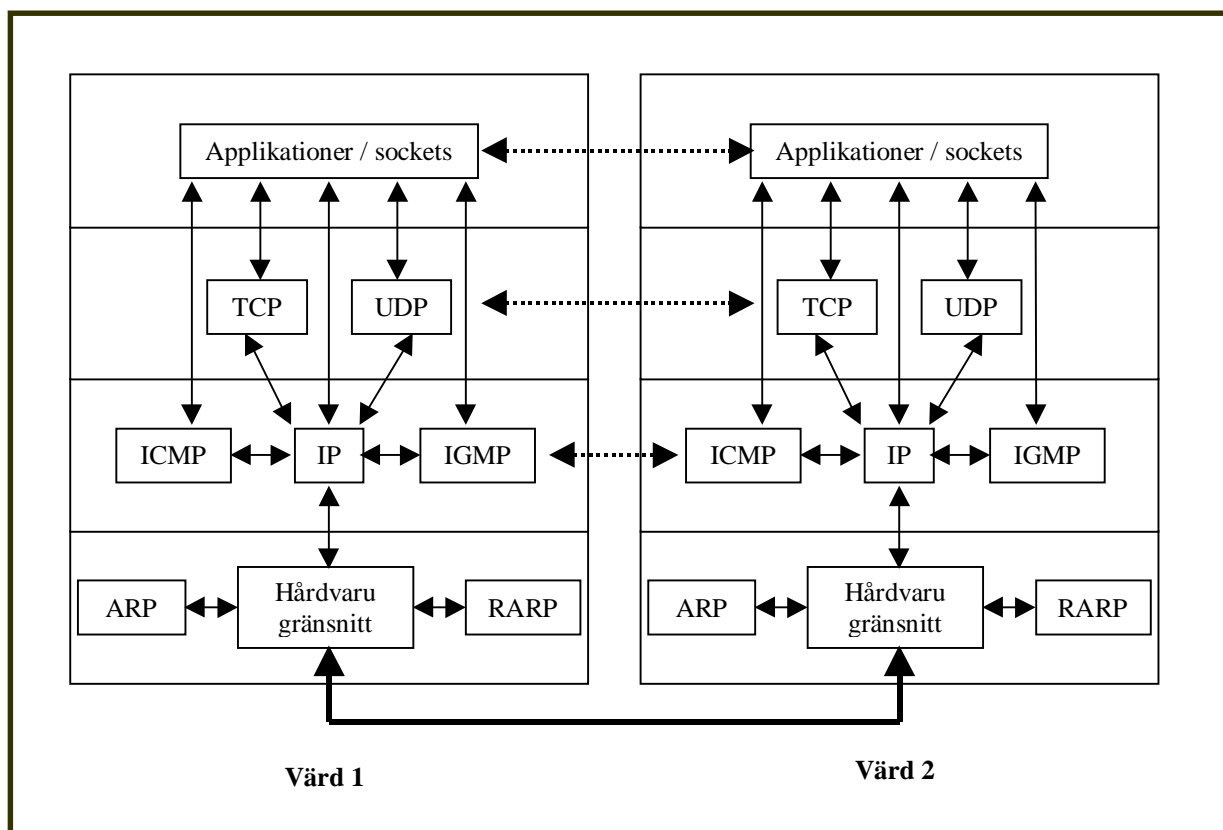 Applikationer / sockets
Applikationer / sockets
TCP
UDP
TCP
UDP
ICMP
IP
IGMP
ICMP
IP
IGMP
ARP
Hårdvaru
gränsnitt
RARP
ARP
Hårdvaru
gränsnitt
RARP
Värd 1
Värd 2